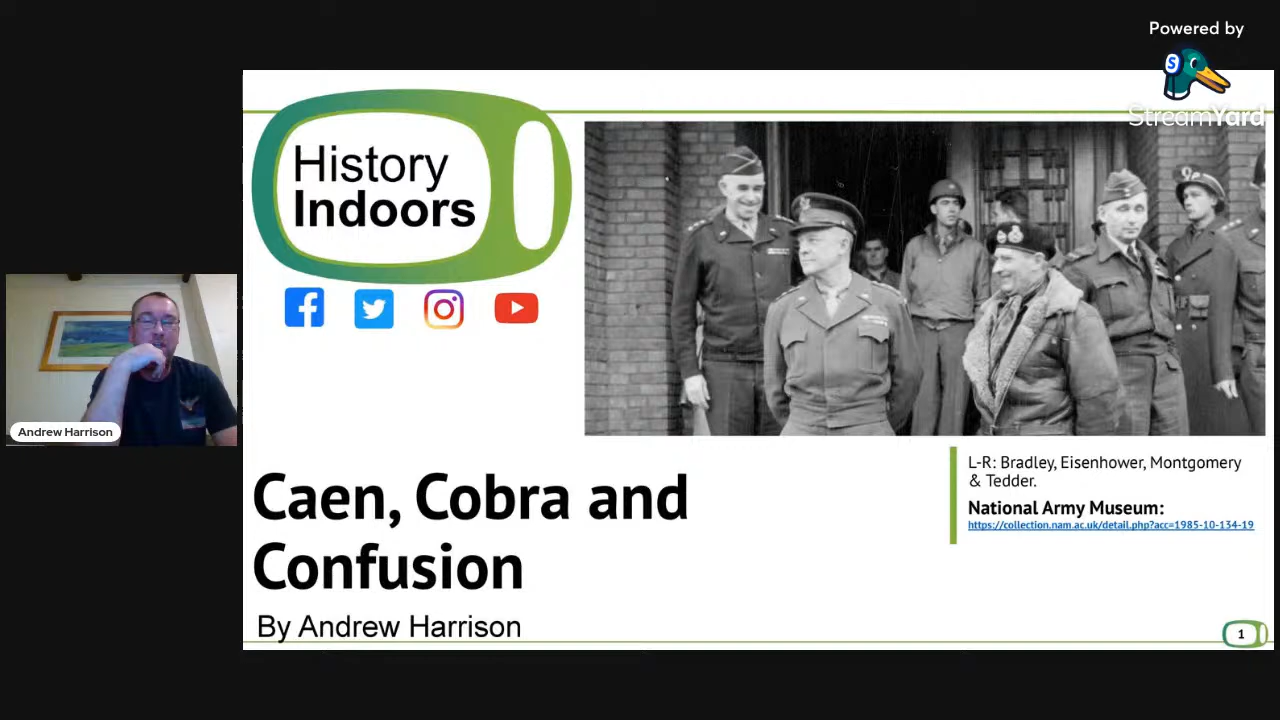 Powered by
StreamYard
History
Indoors
Andrew Harrison
L-R: Bradley, Eisenhower, Montgomery
& Tedder.
National Army Museum:
https://collection.nam.ac.uk/detail.php?acc=1985-10-134-19
Caen, Cobra and
Confusion
By Andrew Harrison
1